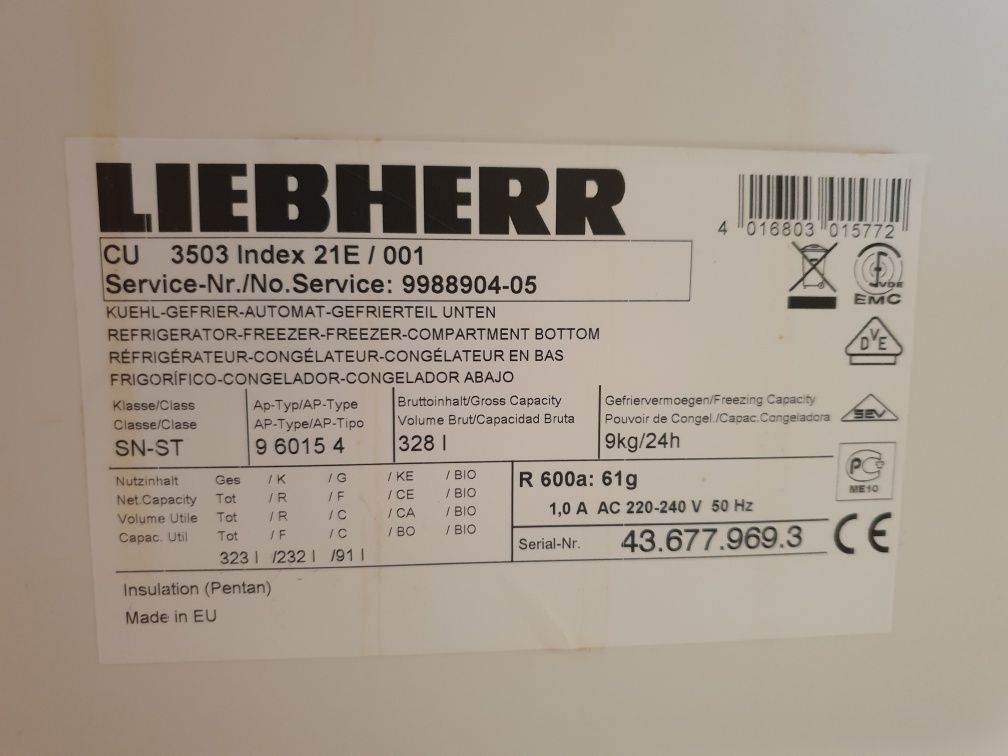 LIEBHERR
4 016803 015772
CU 3503 Index 21E / 001
Service-Nr./No.Service: 9988904-05
VDE
EMC
KUEHL-GEFRIER-AUTOMAT-GEFRIERTEIL UNTEN
REFRIGERATOR-FREEZER-FREEZER-COMPARTMENT BOTTOM
RÉFRIGÉRATEUR-CONGÉLATEUR-CONGÉLATEUR EN BAS
FRIGORÍFICO-CONGELADOR-CONGELADOR ABAJO
DVE
Klasse/Class Ap-Typ/AP-Type Bruttoinhalt/Gross Capacity Gefriervermoegen/Freezing Capacity
Classe/Clase AP-Type/AP-Tipo Volume Brut/Capacidad Bruta Pouvoir de Congel./Capac.Congeladora
SN-ST 9 6015 4 328 l 9kg/24h
SEV
Nutzinhalt Ges / K / G / KE / BIO
Net.Capacity Tot / R / F / CE / BIO
Volume Utile Tot / R / C / CA / BIO
Capac. Util Tot / F / C / BO / BIO
323 l /232 l /91 l
R 600a: 61g
1,0 A AC 220-240 V 50 Hz
Serial-Nr. 43.677.969.3
PC
ME10
CE
Insulation (Pentan)
Made in EU